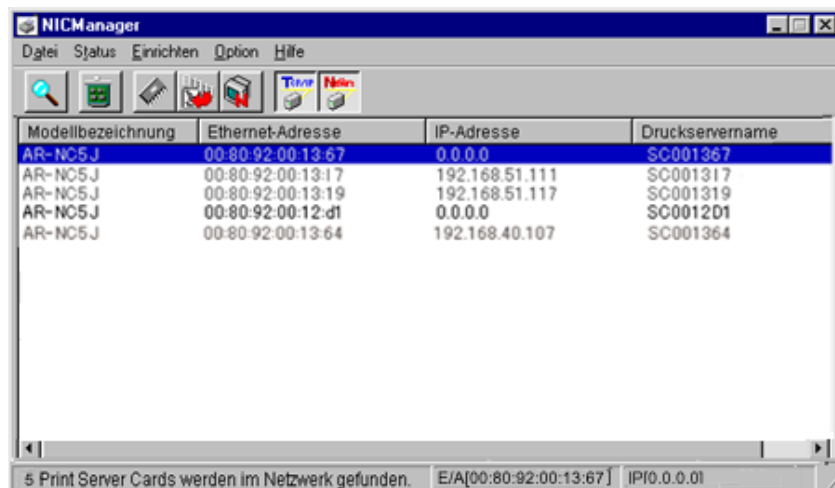 NICManager
Datei Status Einrichten Option Hilfe
Modellbezeichnung Ethernet-Adresse IP-Adresse Druckservername
AR-NC5J 00:80:92:00:13:67 0.0.0.0 SC001367
AR-NC5J 00:80:92:00:13:17 192.168.51.111 SC001317
AR-NC5J 00:80:92:00:13:19 192.168.51.117 SC001319
AR-NC5J 00:80:92:00:12:d1 0.0.0.0 SC0012D1
AR-NC5J 00:80:92:00:13:64 192.168.40.107 SC001364
5 Print Server Cards werden im Netzwerk gefunden. E/A[00:80:92:00:13:67] IP[0.0.0.0]